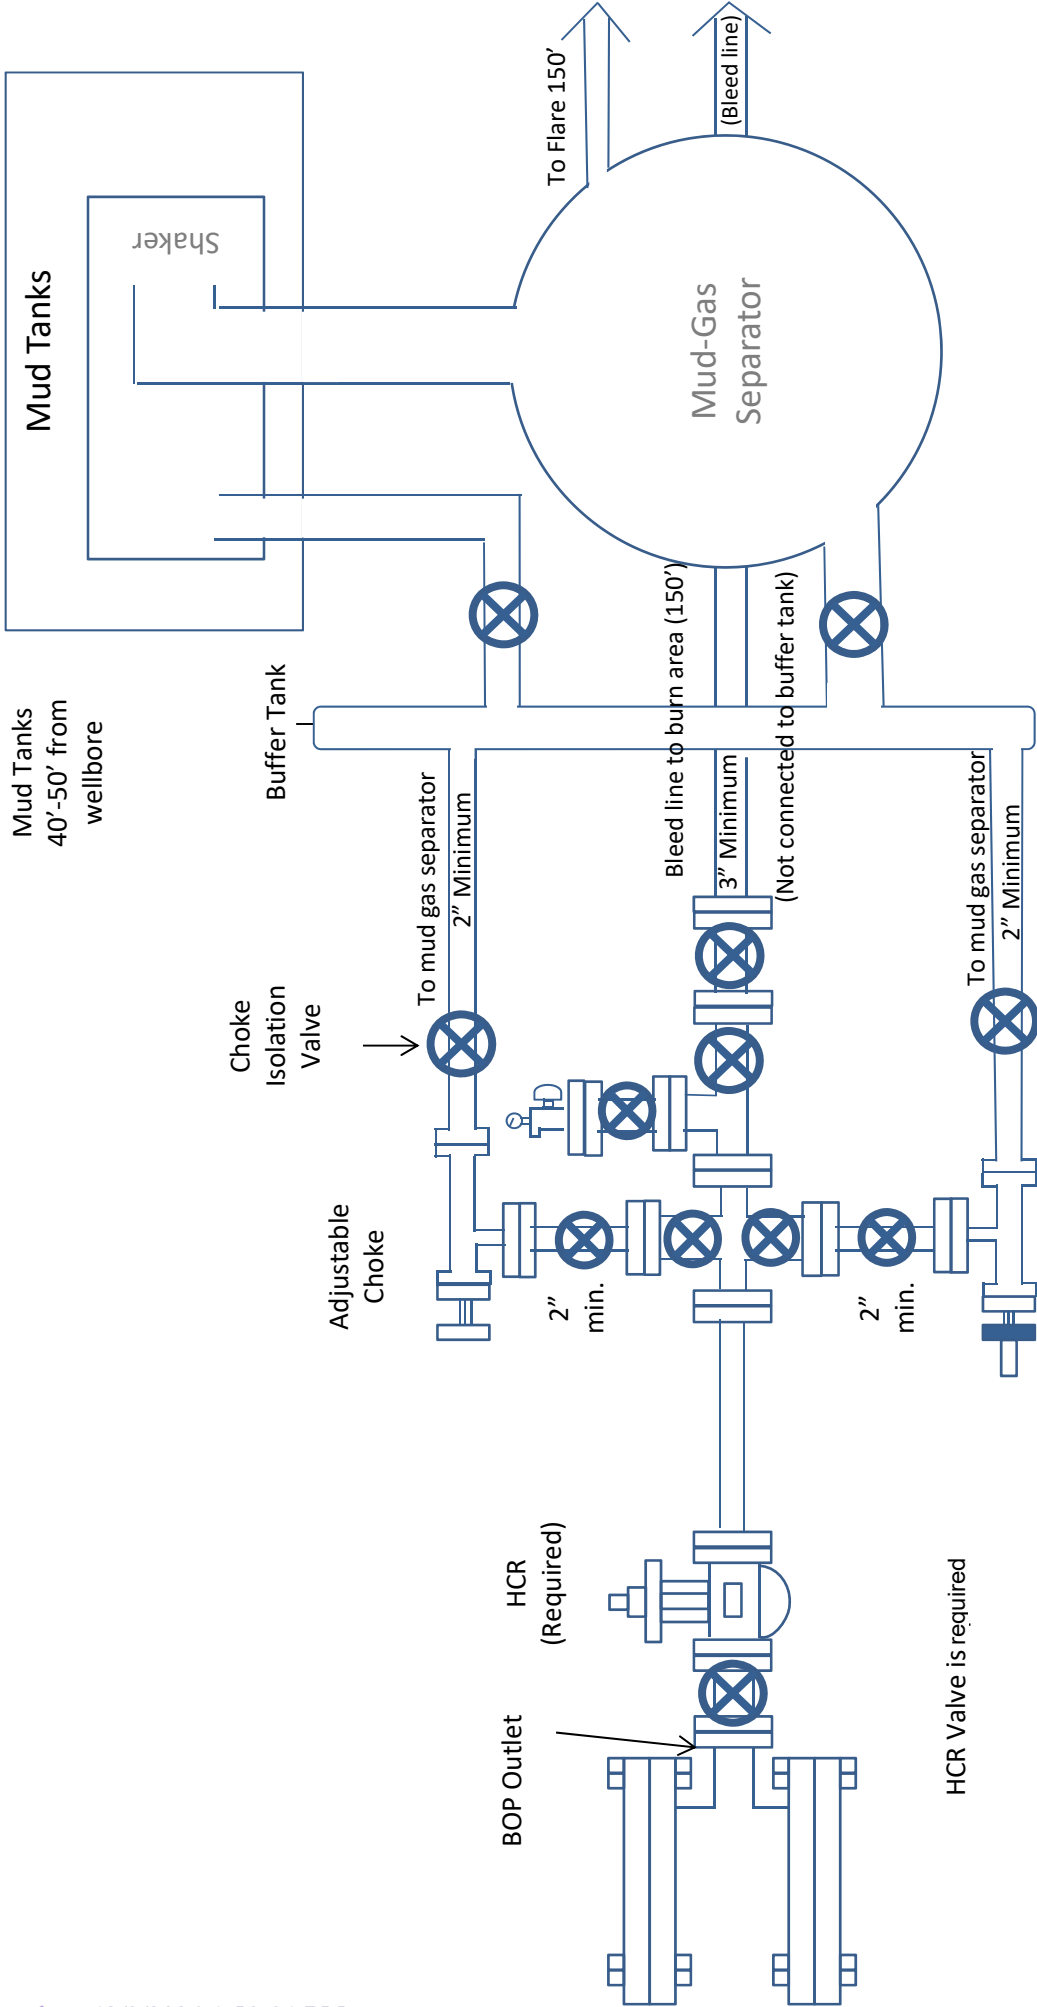 Mud Tanks
Shaker
Mud Tanks
40’-50’ from
wellbore
Buffer Tank
To Flare 150’
(Bleed line)
Mud-Gas
Separator
Choke
Isolation
Valve
To mud gas separator
2” Minimum
Bleed line to burn area (150’)
3” Minimum
(Not connected to buffer tank)
To mud gas separator
2” Minimum
Adjustable
Choke
2”
min.
2”
min.
HCR
(Required)
BOP Outlet
HCR Valve is required